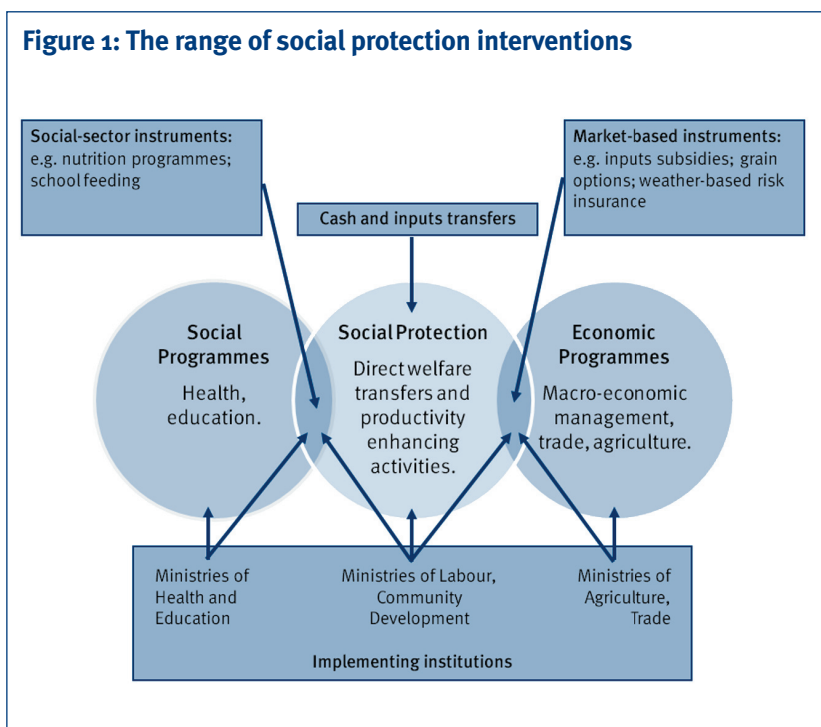 Figure 1: The range of social protection interventions
Social-sector instruments:
e.g. nutrition programmes;
school feeding
Cash and inputs transfers
Market-based instruments:
e.g. inputs subsidies; grain
options; weather-based risk
insurance
Social
Programmes
Health,
education.
Social Protection
Direct welfare
transfers and
productivity
enhancing
activities.
Economic
Programmes
Macro-economic
management,
trade, agriculture.
Ministries of
Health and
Education
Ministries of Labour,
Community
Development
Ministries of
Agriculture,
Trade
Implementing institutions